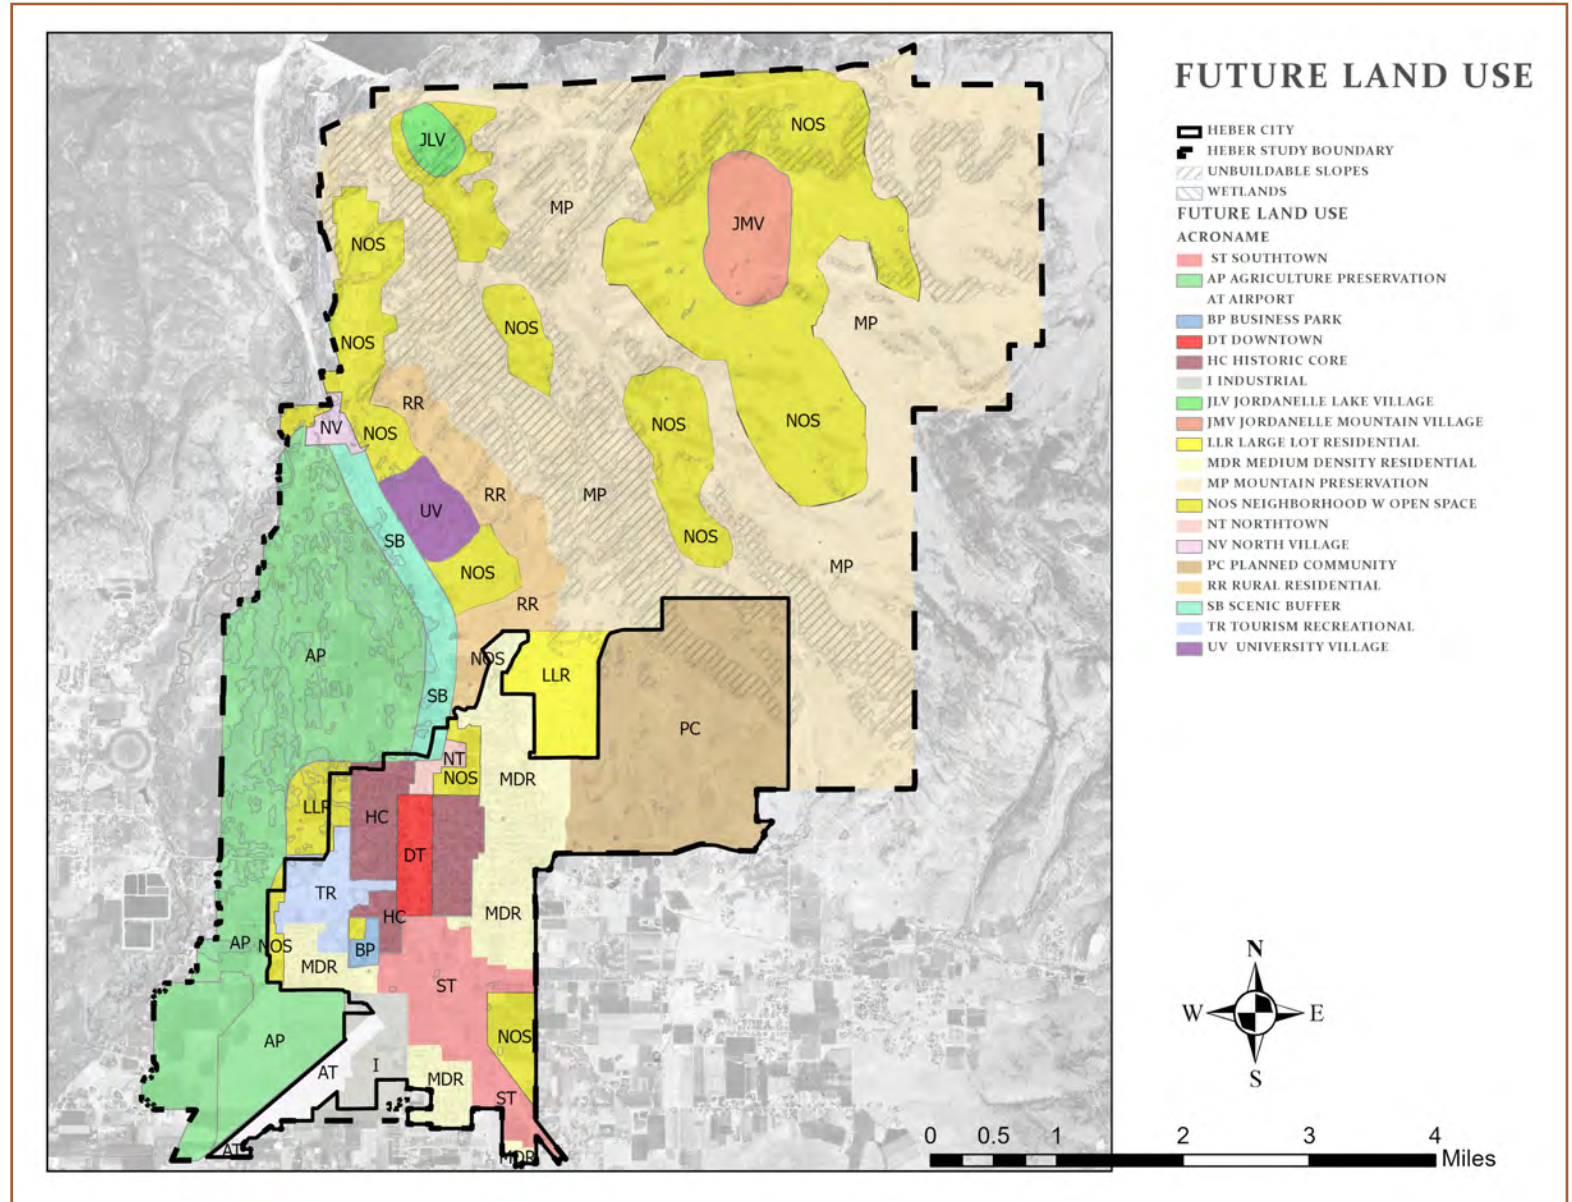 FUTURE LAND USE
HEBER CITY
HEBER STUDY BOUNDARY
UNBUILDABLE SLOPES
WETLANDS
FUTURE LAND USE
ACRONAME
ST SOUTHTOWN
AP AGRICULTURE PRESERVATION
AT AIRPORT
BP BUSINESS PARK
DT DOWNTOWN
HC HISTORIC CORE
I INDUSTRIAL
JLV JORDANELLE LAKE VILLAGE
JMV JORDANELLE MOUNTAIN VILLAGE
LLR LARGE LOT RESIDENTIAL
MDR MEDIUM DENSITY RESIDENTIAL
MP MOUNTAIN PRESERVATION
NOS NEIGHBORHOOD W OPEN SPACE
NT NORTHTOWN
NV NORTH VILLAGE
PC PLANNED COMMUNITY
RR RURAL RESIDENTIAL
SB SCENIC BUFFER
TR TOURISM RECREATIONAL
UV UNIVERSITY VILLAGE
NOS
JLV
MP
JMV
NOS
MP
NOS
NOS
RR
NOS
NOS
NV
NOS
RR
MP
UV
NOS
SB
MP
NOS
RR
AP
NOS
LLR
SB
PC
NT
NOS
MDR
LLR
HC
DT
TR
MDR
HC
AP
NOS
BP
MDR
ST
AP
NOS
AT
I
MDR
ST
AT
MDR
N
W
E
S
0 0.5 1 2 3 4
Miles